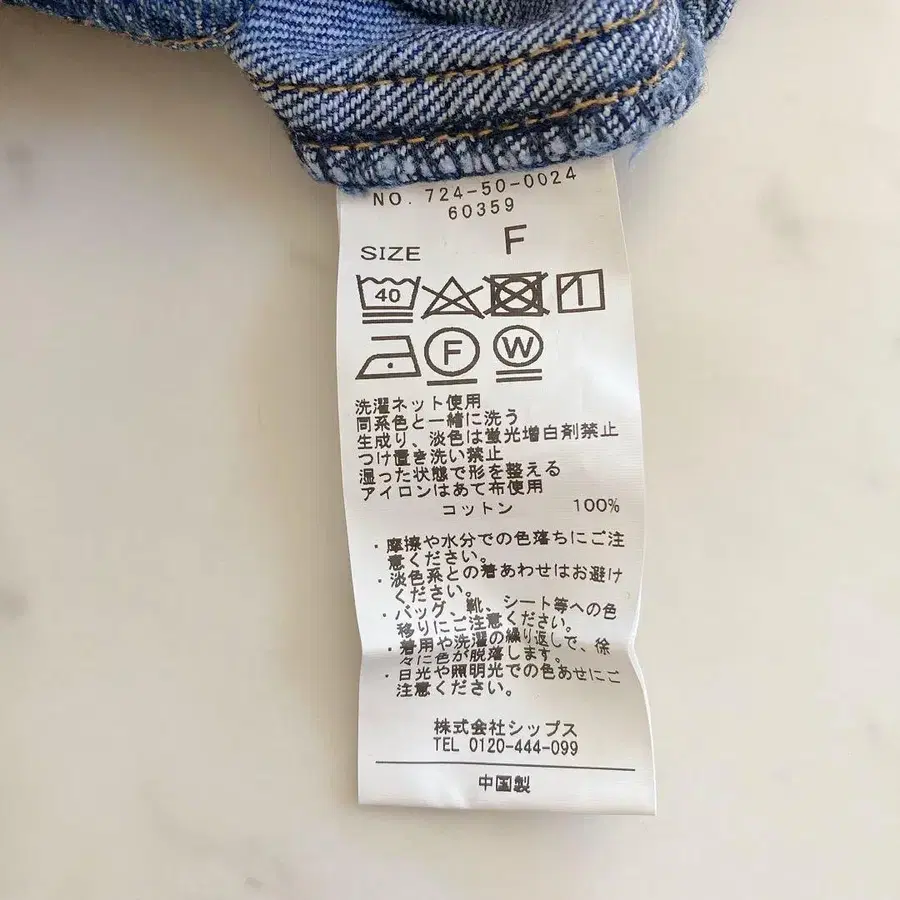 NO. 724-50-0024
60359
SIZE F
40
F W
洗濯ネット使用
同系色と一緒に洗う
生成り、淡色は蛍光増白剤禁止
つけ置き洗い禁止
湿った状態で形を整える
アイロンはあて布使用
コットン 100%
・摩擦や水分での色落ちにご注
意ください。
・淡色系との着あわせはお避け
ください。
・バッグ、靴、シート等への色
移りにご注意ください。
・着用や洗濯の繰り返しで、徐
々に色が脱落します。
・日光や照明光での色あせにご
注意ください。
株式会社シップス
TEL 0120-444-099
中国製